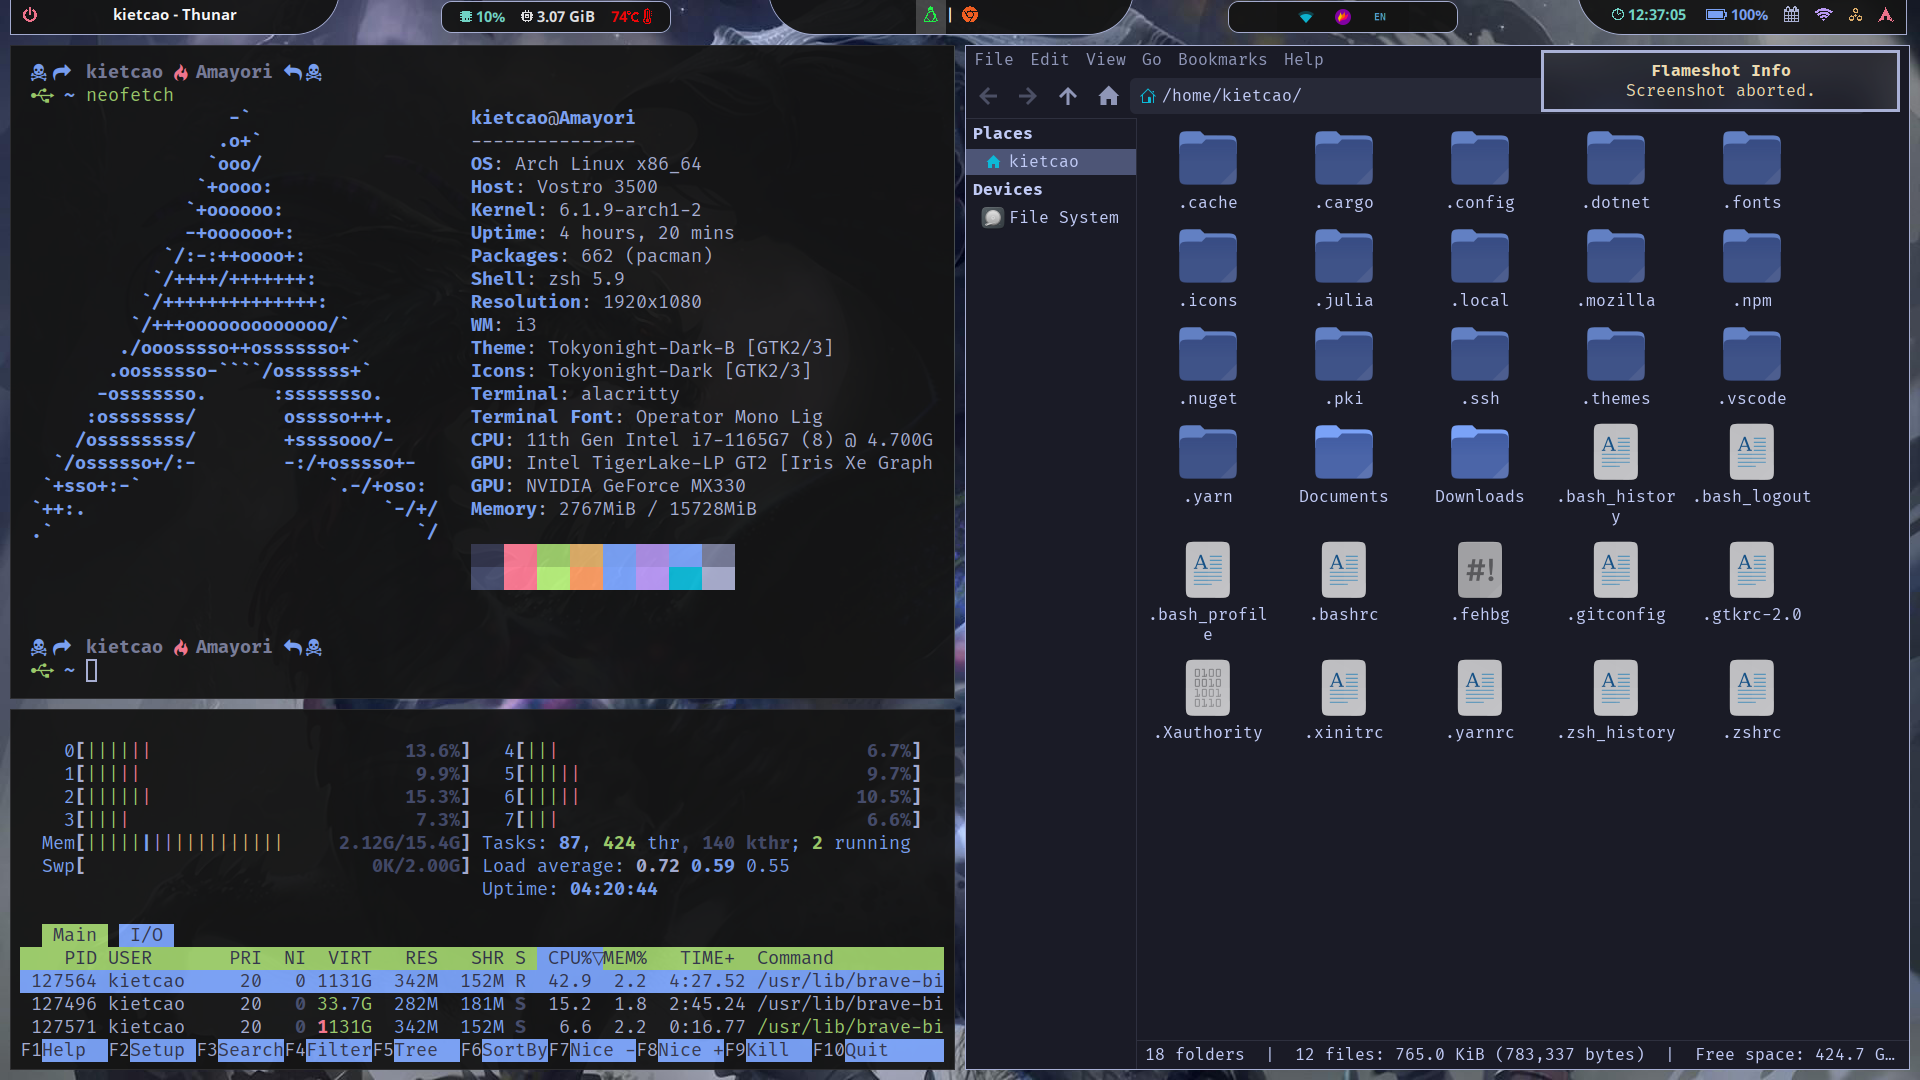 kietcao - Thunar
10%
3.07 GiB
74°C
EN
12:37:05
100%
kietcao Amayori
~ neofetch
-`
.o+`
`ooo/
`+oooo:
`+oooooo:
-+oooooo+:
`/:-:++oooo+:
`/++++/+++++++:
`/++++++++++++++:
`/+++ooooooooooooo/`
./ooosssso++osssssso+`
.oossssso-````/ossssss+`
-osssssso.      :ssssssso.
:osssssss/        osssso+++.
/ossssssss/        +ssssooo/-
`/ossssso+/:-        -:/+osssso+-
`+sso+:-`                 `.-/+oso:
`++:.                           `-/+/
.`                                 `/
kietcao@Amayori
---------------
OS: Arch Linux x86_64
Host: Vostro 3500
Kernel: 6.1.9-arch1-2
Uptime: 4 hours, 20 mins
Packages: 662 (pacman)
Shell: zsh 5.9
Resolution: 1920x1080
WM: i3
Theme: Tokyonight-Dark-B [GTK2/3]
Icons: Tokyonight-Dark [GTK2/3]
Terminal: alacritty
Terminal Font: Operator Mono Lig
CPU: 11th Gen Intel i7-1165G7 (8) @ 4.700G
GPU: Intel TigerLake-LP GT2 [Iris Xe Graph
GPU: NVIDIA GeForce MX330
Memory: 2767MiB / 15728MiB
kietcao Amayori
~
0[|||||| 13.6%] 4[||| 6.7%]
1[||||| 9.9%] 5[||||| 9.7%]
2[|||||| 15.3%] 6[||||| 10.5%]
3[|||| 7.3%] 7[||| 6.6%]
Mem[|||||||||||||||||| 2.12G/15.4G] Tasks: 87, 424 thr, 140 kthr; 2 running
Swp[ 0K/2.00G] Load average: 0.72 0.59 0.55
Uptime: 04:20:44
Main I/O
PID USER PRI NI VIRT RES SHR S CPU%▽MEM% TIME+ Command
127564 kietcao 20 0 1131G 342M 152M R 42.9 2.2 4:27.52 /usr/lib/brave-bi
127496 kietcao 20 0 33.7G 282M 181M S 15.2 1.8 2:45.24 /usr/lib/brave-bi
127571 kietcao 20 0 1131G 342M 152M S 6.6 2.2 0:16.77 /usr/lib/brave-bi
F1Help F2Setup F3SearchF4FilterF5Tree F6SortByF7Nice -F8Nice +F9Kill F10Quit
File Edit View Go Bookmarks Help
/home/kietcao/
Flameshot Info
Screenshot aborted.
Places
kietcao
Devices
File System
.cache .cargo .config .dotnet .fonts
.icons .julia .local .mozilla .npm
.nuget .pki .ssh .themes .vscode
.yarn Documents Downloads .bash_history .bash_logout
.bash_profile .bashrc .fehbg .gitconfig .gtkrc-2.0
.Xauthority .xinitrc .yarnrc .zsh_history .zshrc
18 folders | 12 files: 765.0 KiB (783,337 bytes) | Free space: 424.7 G…